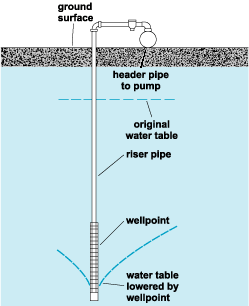 ground
surface
header pipe
to pump
original
water table
riser pipe
wellpoint
water table
lowered by
wellpoint